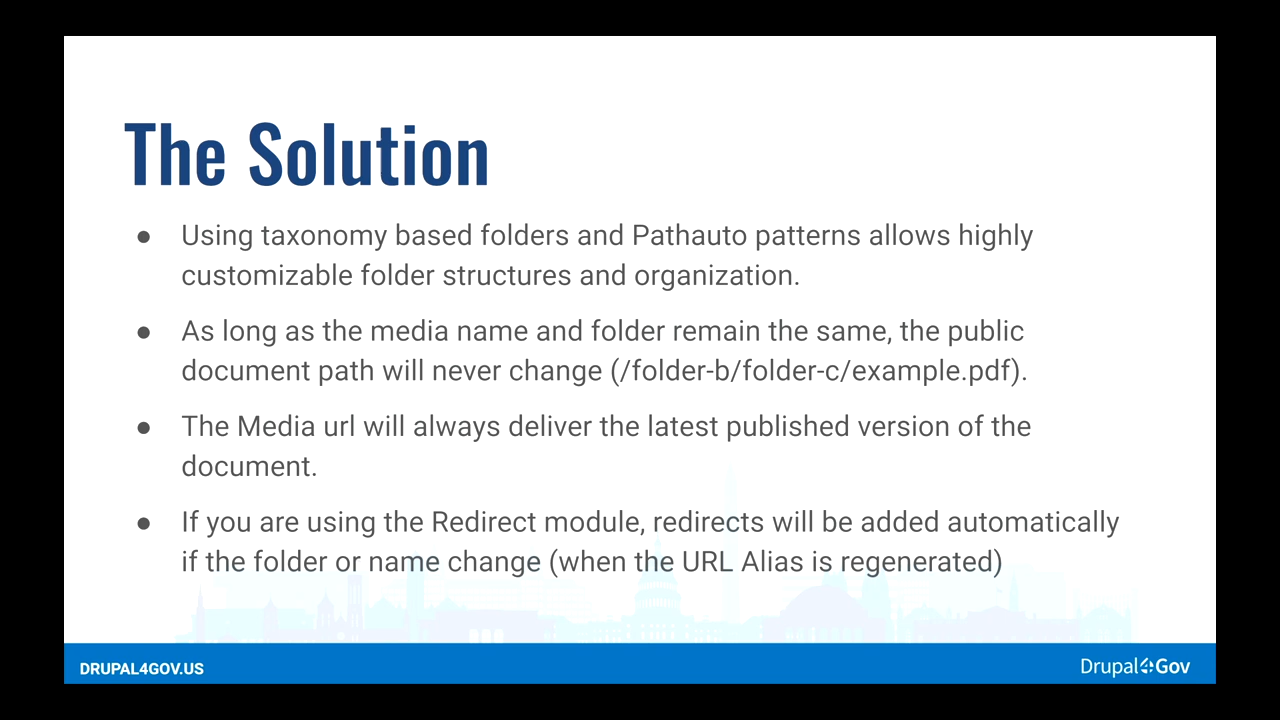 The Solution
● Using taxonomy based folders and Pathauto patterns allows highly
customizable folder structures and organization.
● As long as the media name and folder remain the same, the public
document path will never change (/folder-b/folder-c/example.pdf).
● The Media url will always deliver the latest published version of the
document.
● If you are using the Redirect module, redirects will be added automatically
if the folder or name change (when the URL Alias is regenerated)
DRUPAL4GOV.US
Drupal4Gov